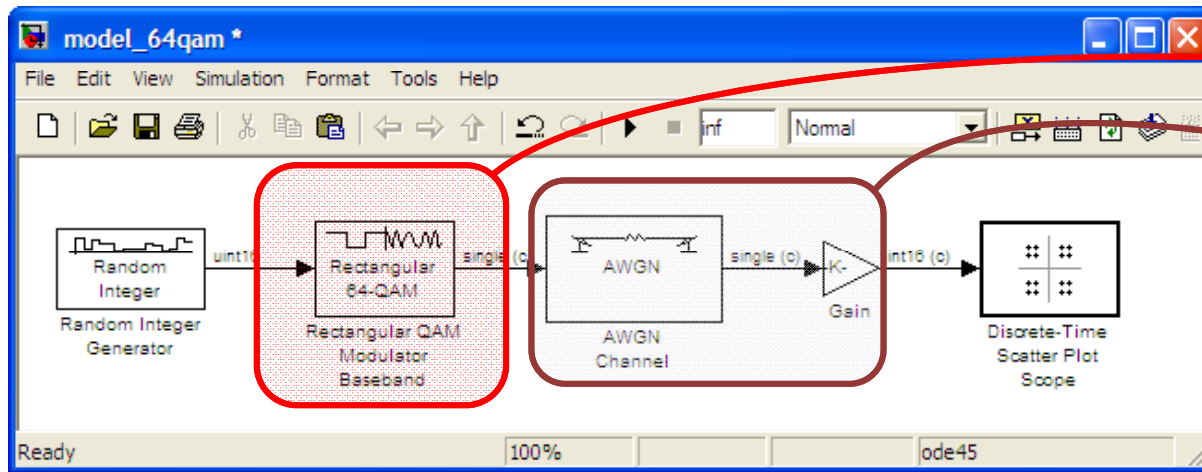 model_64qam *
File Edit View Simulation Format Tools Help
inf Normal
Random
Integer
Random Integer
Generator
uint16
Rectangular
64-QAM
Rectangular QAM
Modulator
Baseband
single (c
AWGN
AWGN
Channel
single (c)
-K-
Gain
int16 (c)
Discrete-Time
Scatter Plot
Scope
Ready 100% ode45